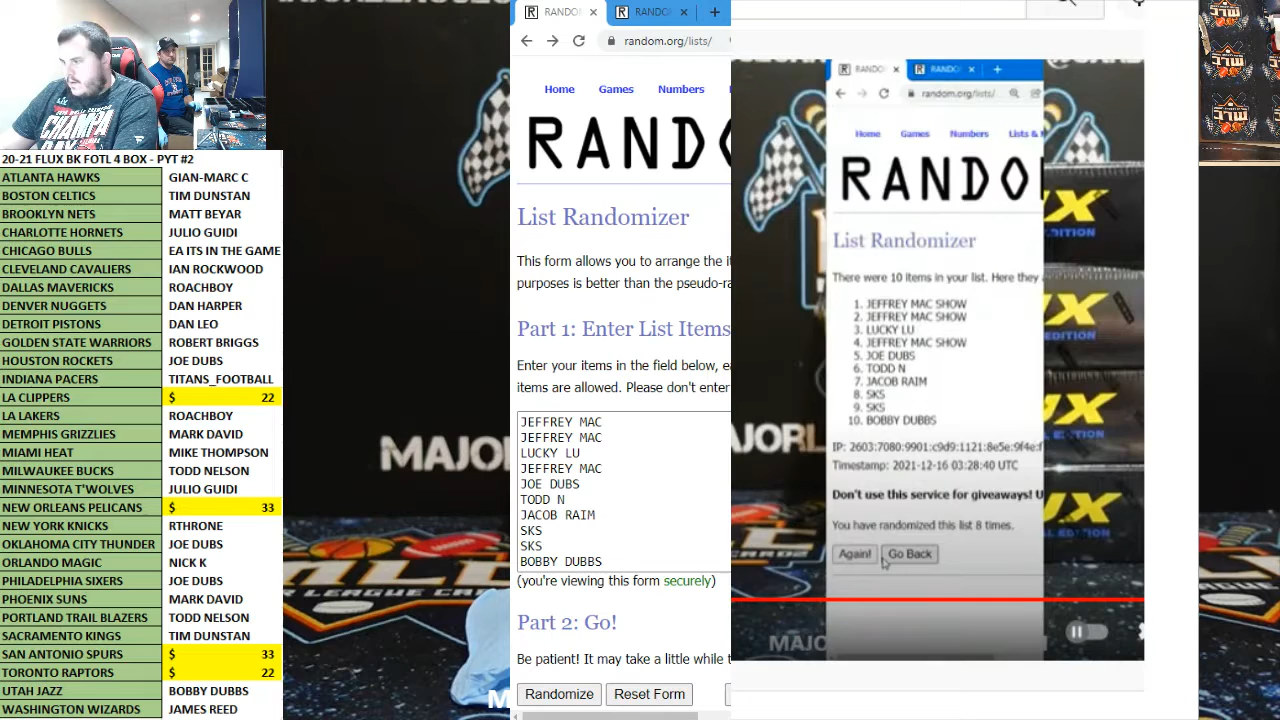 20-21 FLUX BK FOTL 4 BOX - PYT #2
ATLANTA HAWKS GIAN-MARC C
BOSTON CELTICS TIM DUNSTAN
BROOKLYN NETS MATT BEYAR
CHARLOTTE HORNETS JULIO GUIDI
CHICAGO BULLS EA ITS IN THE GAME
CLEVELAND CAVALIERS IAN ROCKWOOD
DALLAS MAVERICKS ROACHBOY
DENVER NUGGETS DAN HARPER
DETROIT PISTONS DAN LEO
GOLDEN STATE WARRIORS ROBERT BRIGGS
HOUSTON ROCKETS JOE DUBS
INDIANA PACERS TITANS_FOOTBALL
LA CLIPPERS $ 22
LA LAKERS ROACHBOY
MEMPHIS GRIZZLIES MARK DAVID
MIAMI HEAT MIKE THOMPSON
MILWAUKEE BUCKS TODD NELSON
MINNESOTA T'WOLVES JULIO GUIDI
NEW ORLEANS PELICANS $ 33
NEW YORK KNICKS RTHRONE
OKLAHOMA CITY THUNDER JOE DUBS
ORLANDO MAGIC NICK K
PHILADELPHIA SIXERS JOE DUBS
PHOENIX SUNS MARK DAVID
PORTLAND TRAIL BLAZERS TODD NELSON
SACRAMENTO KINGS TIM DUNSTAN
SAN ANTONIO SPURS $ 33
TORONTO RAPTORS $ 22
UTAH JAZZ BOBBY DUBBS
WASHINGTON WIZARDS JAMES REED
MAJOR
RANDO
RANDO
random.org/lists/
Home Games Numbers
RANDO
List Randomizer
This form allows you to arrange the it
purposes is better than the pseudo-ra
Part 1: Enter List Items
Enter your items in the field below, ea
items are allowed. Please don't enter
JEFFREY MAC
JEFFREY MAC
LUCKY LU
JEFFREY MAC
JOE DUBS
TODD N
JACOB RAIM
SKS
SKS
BOBBY DUBBS
(you're viewing this form securely)
Part 2: Go!
Be patient! It may take a little while t
Randomize Reset Form
RANDO
RANDO
random.org/lists/
Home Games Numbers Lists &
RANDO
List Randomizer
There were 10 items in your list. Here they
1. JEFFREY MAC SHOW
2. JEFFREY MAC SHOW
3. LUCKY LU
4. JEFFREY MAC SHOW
5. JOE DUBS
6. TODD N
7. JACOB RAIM
8. SKS
9. SKS
10. BOBBY DUBBS
Timestamp: 2021-12-16 03:28:40 UTC
Don't use this service for giveaways! U
You have randomized this list 8 times.
Again! Go Back